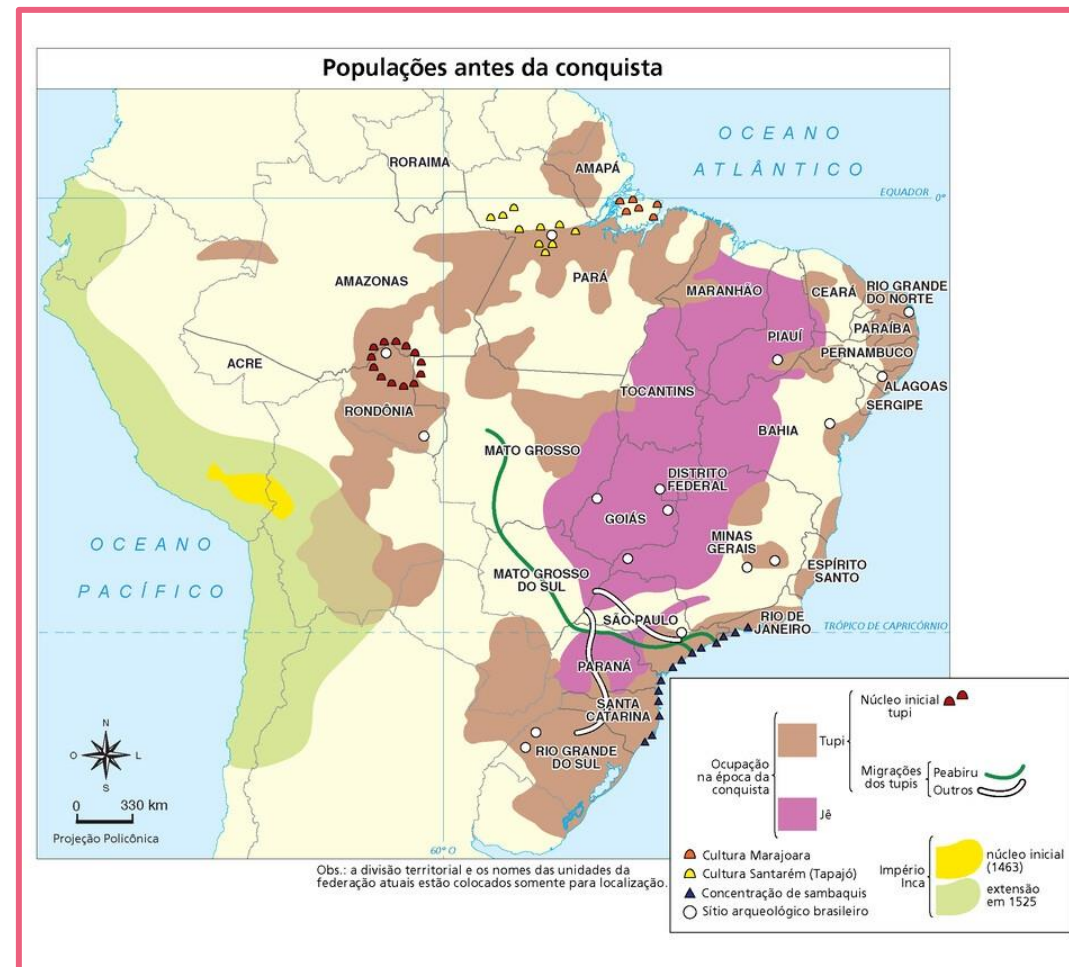 Populações antes da conquista
OCEANO
ATLÂNTICO
RORAIMA
AMAPÁ
EQUADOR
0°
AMAZONAS
PARÁ
MARANHÃO
CEARÁ
RIO GRANDE
DO NORTE
PARAÍBA
PIAUÍ
PERNAMBUCO
ACRE
ALAGOAS
TOCANTINS
SERGIPE
RONDÔNIA
BAHIA
MATO GROSSO
DISTRITO
FEDERAL
GOIÁS
OCEANO
PACÍFICO
MINAS
GERAIS
ESPÍRITO
SANTO
MATO GROSSO
DO SUL
SÃO PAULO
RIO DE
JANEIRO
TRÓPICO DE CAPRICÓRNIO
PARANÁ
SANTA
CATARINA
RIO GRANDE
DO SUL
N
O
L
S
0 330 km
Projeção Policônica
60° O
Obs.: a divisão territorial e os nomes das unidades da
federação atuais estão colocados somente para localização.
Ocupação
na época da
conquista
Tupi
Núcleo inicial
tupi
Migrações
dos tupis
Peabiru
Outros
Jê
Cultura Marajoara
Cultura Santarém (Tapajó)
Concentração de sambaquis
Sítio arqueológico brasileiro
Império
Inca
núcleo inicial
(1463)
extensão
em 1525